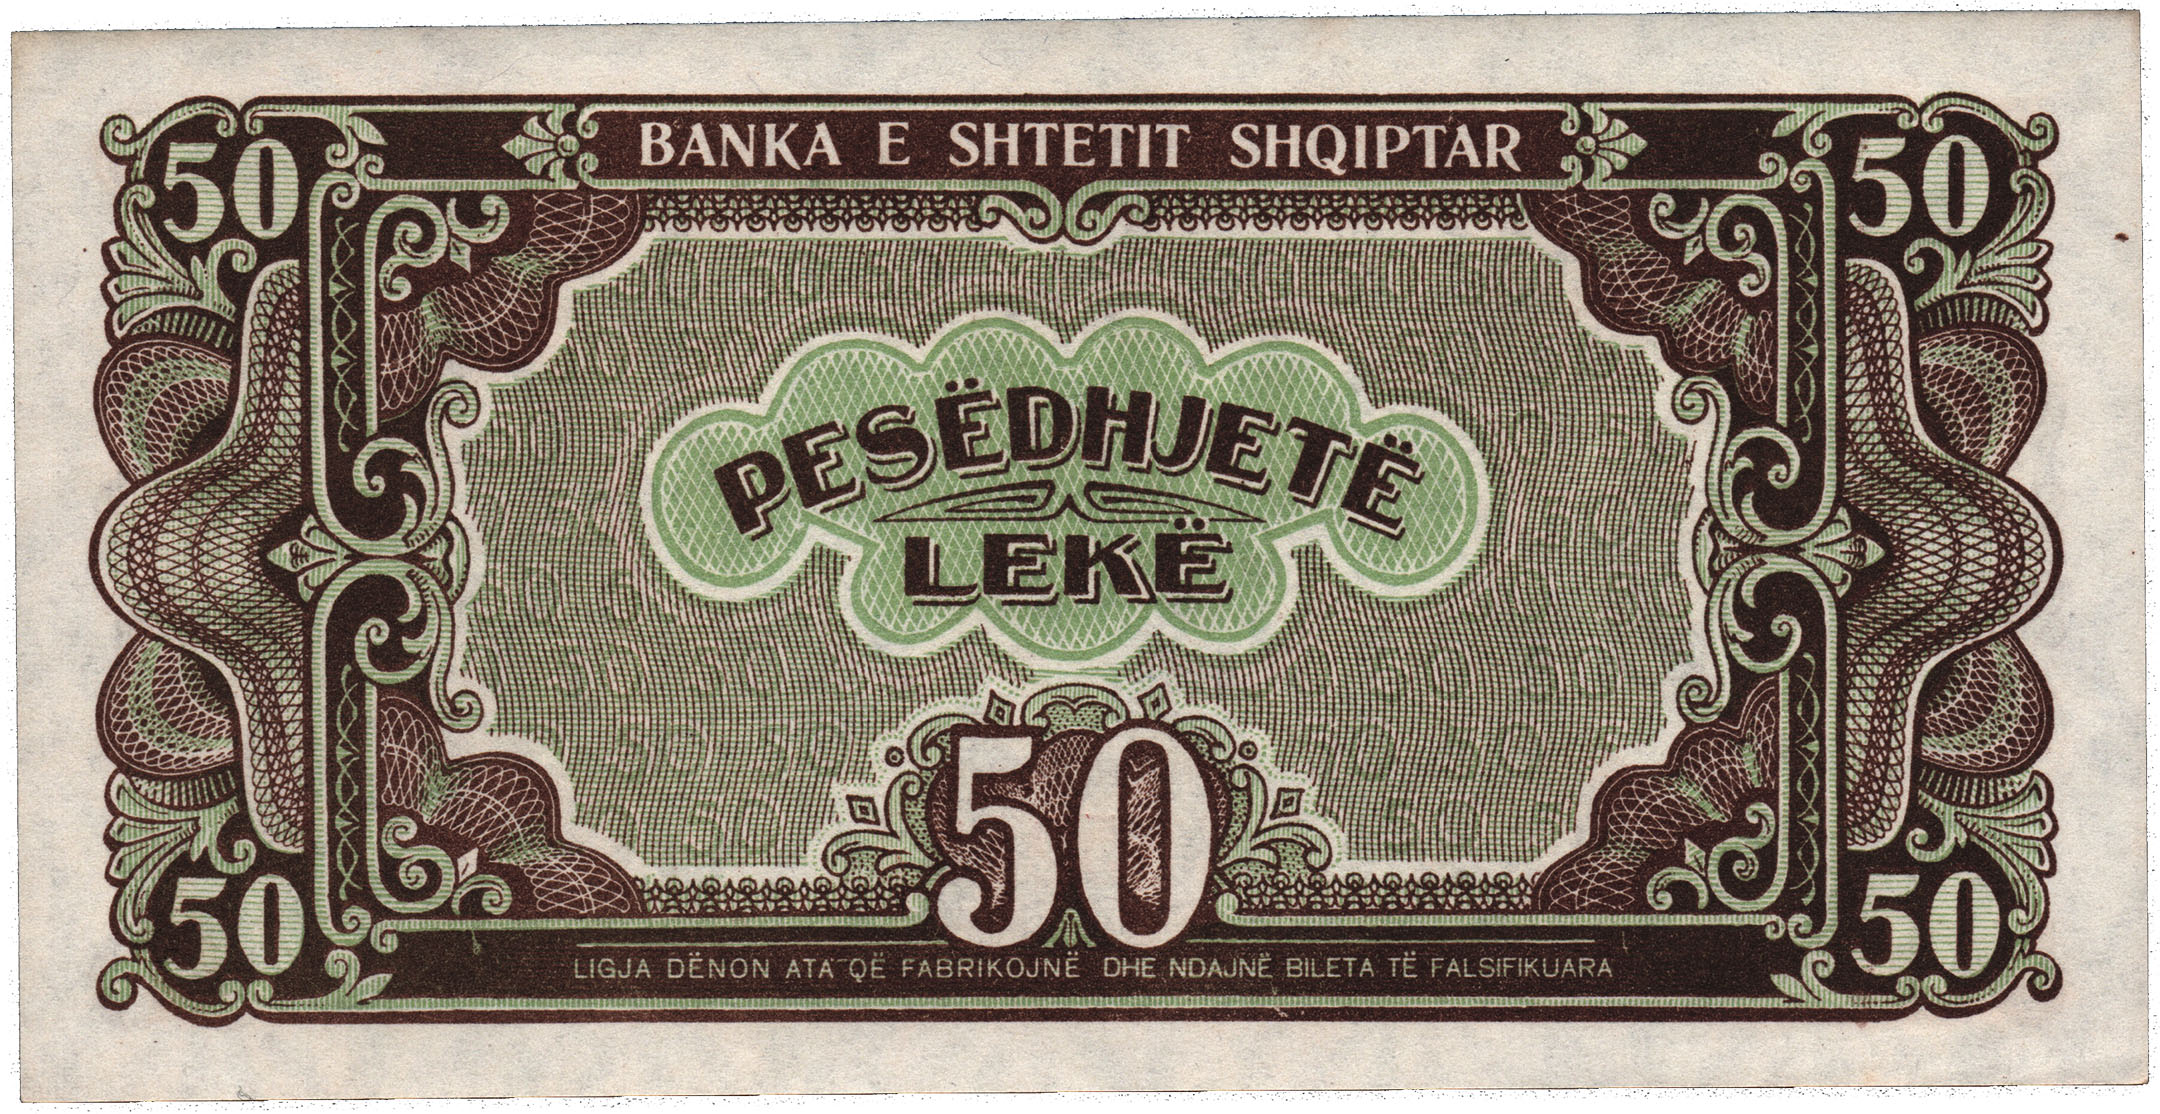 BANKA E SHTETIT SHQIPTAR
50 50
PESËDHJETË
LEKË
50
50 50
LIGJA DËNON ATA QË FABRIKOJNË DHE NDAJNË BILETA TË FALSIFIKUARA